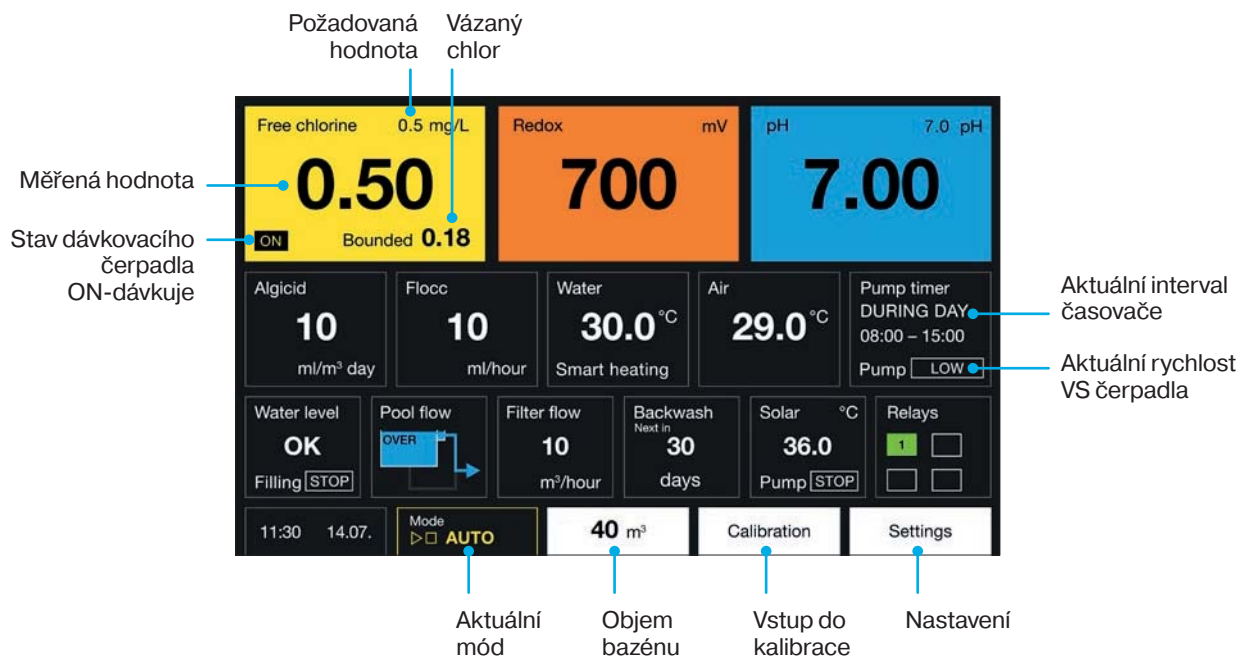 Požadovaná
hodnota
Vázaný
chlor
Měřená hodnota
Stav dávkovacího
čerpadla
ON-dávkuje
Free chlorine 0.5 mg/L
0.50
ON Bounded 0.18
Redox mV
700
pH 7.0 pH
7.00
Algicid
10
ml/m³ day
Flocc
10
ml/hour
Water
30.0 °C
Smart heating
Air
29.0 °C
Pump timer
DURING DAY
08:00 – 15:00
Pump LOW
Aktuální interval
časovače
Aktuální rychlost
VS čerpadla
Water level
OK
Filling STOP
Pool flow
OVER
Filter flow
10
m³/hour
Backwash
Next in
30
days
Solar °C
36.0
Pump STOP
Relays
1
11:30 14.07.
Mode
AUTO
40 m³
Calibration
Settings
Aktuální
mód
Objem
bazénu
Vstup do
kalibrace
Nastavení